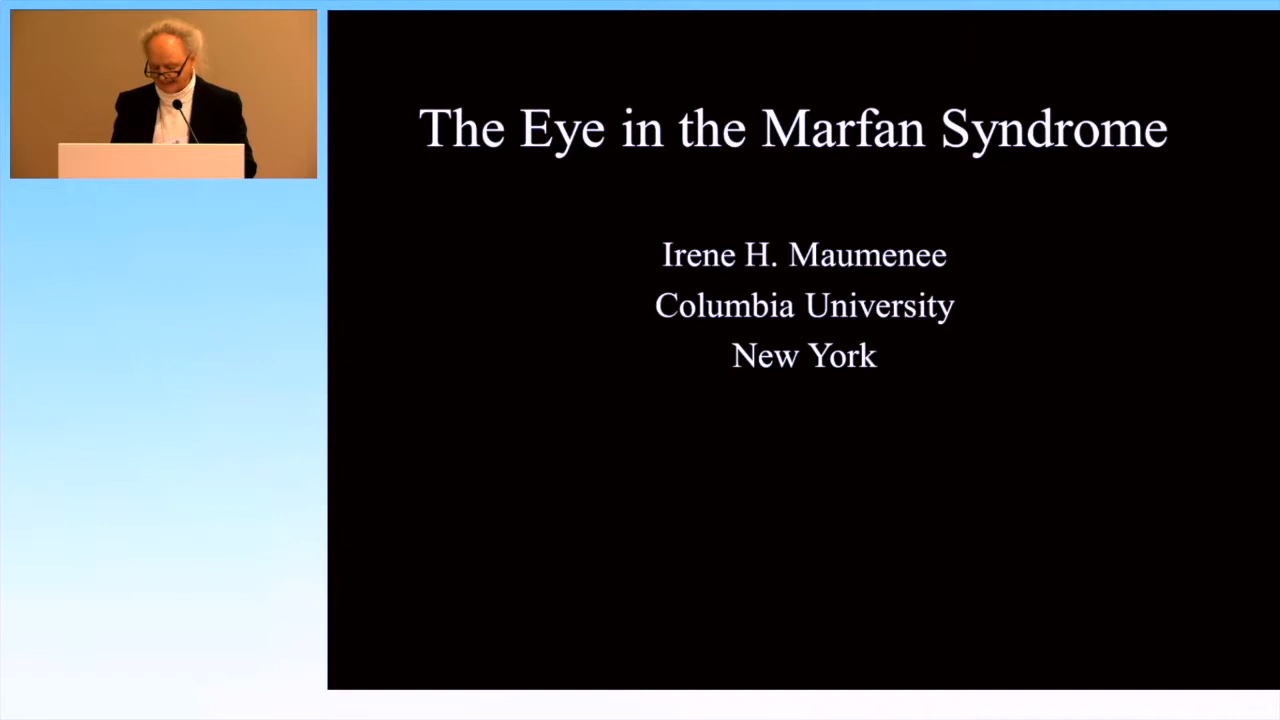 The Eye in the Marfan Syndrome
Irene H. Maumenee
Columbia University
New York